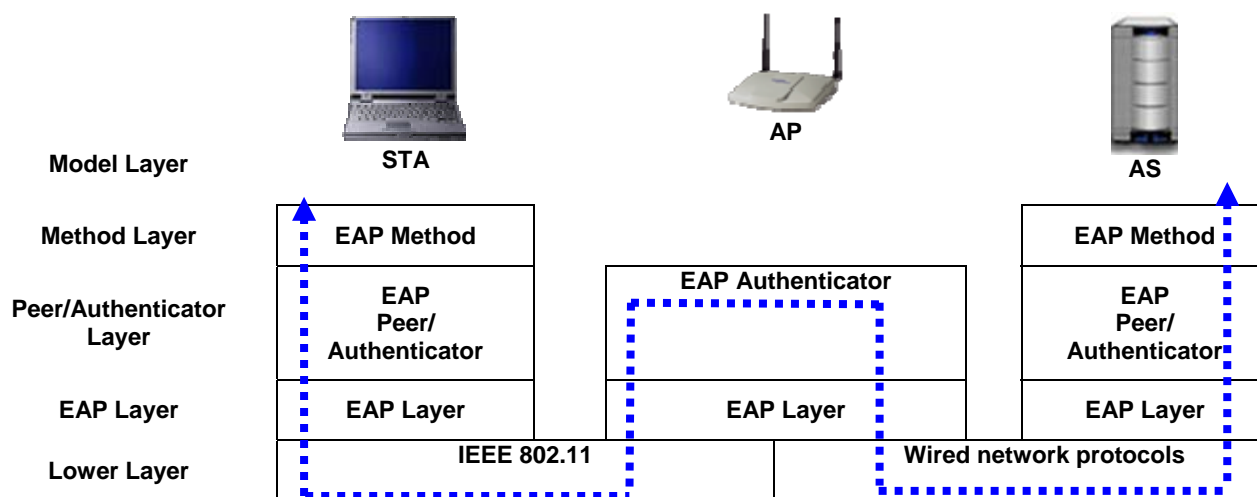 STA
AP
AS
Model Layer
Method Layer
EAP Method
EAP Method
Peer/Authenticator
Layer
EAP
Peer/
Authenticator
EAP Authenticator
EAP
Peer/
Authenticator
EAP Layer
EAP Layer
EAP Layer
EAP Layer
Lower Layer
IEEE 802.11
Wired network protocols